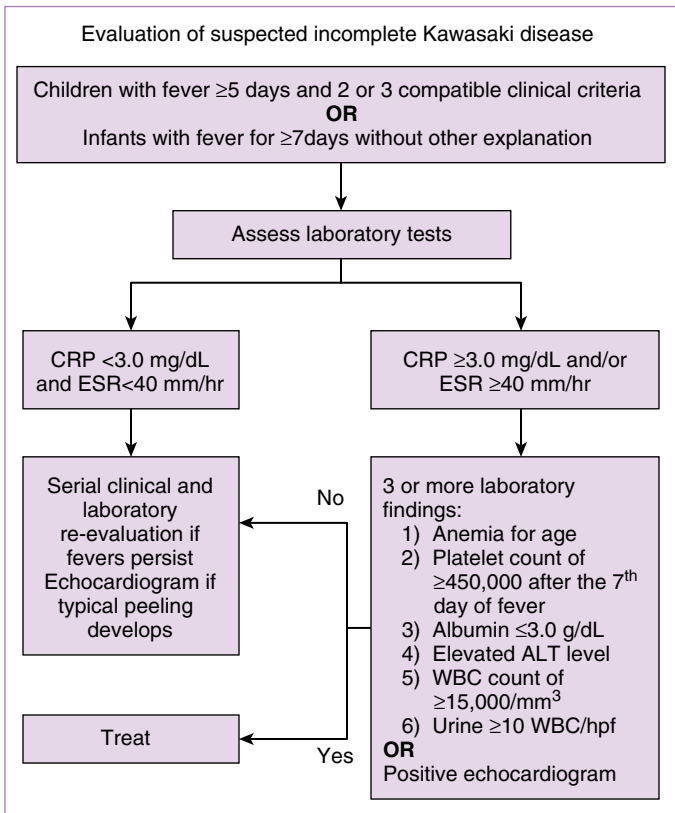 Evaluation of suspected incomplete Kawasaki disease
Children with fever ≥5 days and 2 or 3 compatible clinical criteria
OR
Infants with fever for ≥7days without other explanation
Assess laboratory tests
CRP <3.0 mg/dL
and ESR<40 mm/hr
CRP ≥3.0 mg/dL and/or
ESR ≥40 mm/hr
Serial clinical and
laboratory
re-evaluation if
fevers persist
Echocardiogram if
typical peeling
develops
No
3 or more laboratory
findings:
1) Anemia for age
2) Platelet count of
≥450,000 after the 7th
day of fever
3) Albumin ≤3.0 g/dL
4) Elevated ALT level
5) WBC count of
≥15,000/mm3
6) Urine ≥10 WBC/hpf
OR
Positive echocardiogram
Treat
Yes